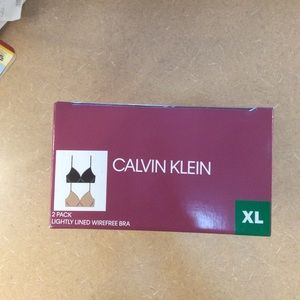 CALVIN KLEIN
2 PACK
LIGHTLY LINED WIREFREE BRA
XL